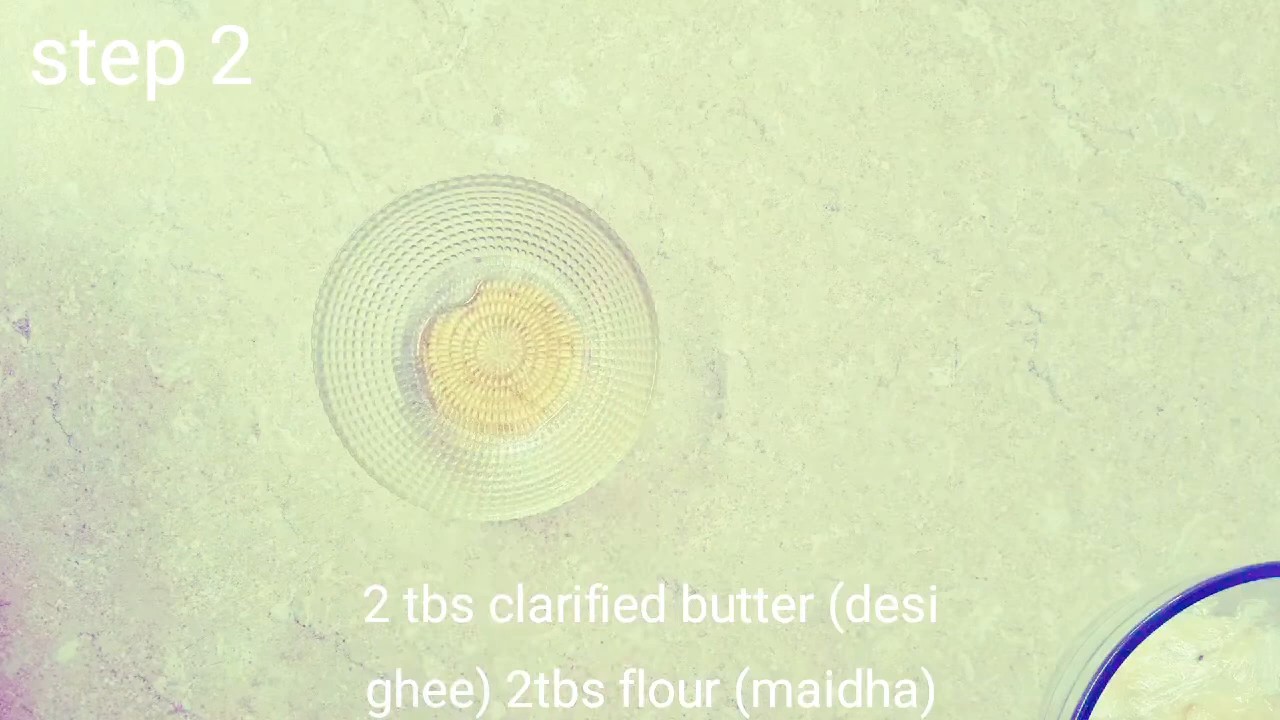 step 2
2 tbs clarified butter (desi
ghee) 2tbs flour (maidha)